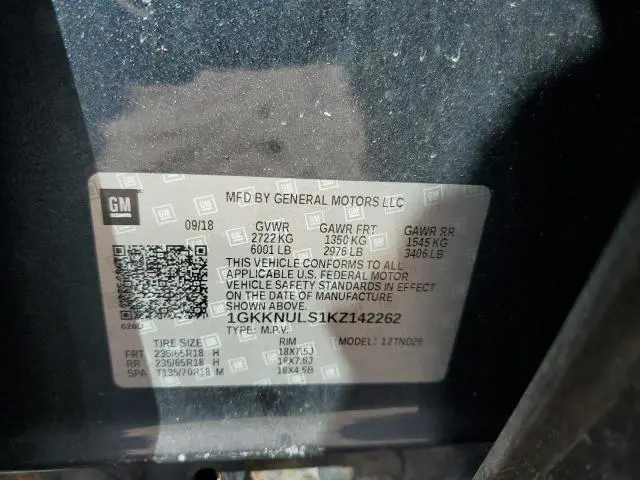 GM
MFD BY GENERAL MOTORS LLC
09/18 GVWR GAWR FRT GAWR RR
2722 KG 1350 KG 1545 KG
6001 LB 2976 LB 3406 LB
THIS VEHICLE CONFORMS TO ALL
APPLICABLE U.S. FEDERAL MOTOR
VEHICLE SAFETY STANDARDS IN EFFECT
ON THE DATE OF MANUFACTURE
SHOWN ABOVE.
1GKKNULS1KZ142262
TYPE: M.P.V.
TIRE SIZE RIM MODEL: 
FRT 235/65R18 H 18X7.5J
RR 235/65R18 H 18X7.5J
SPA T135/70R18 M 18X4.5B